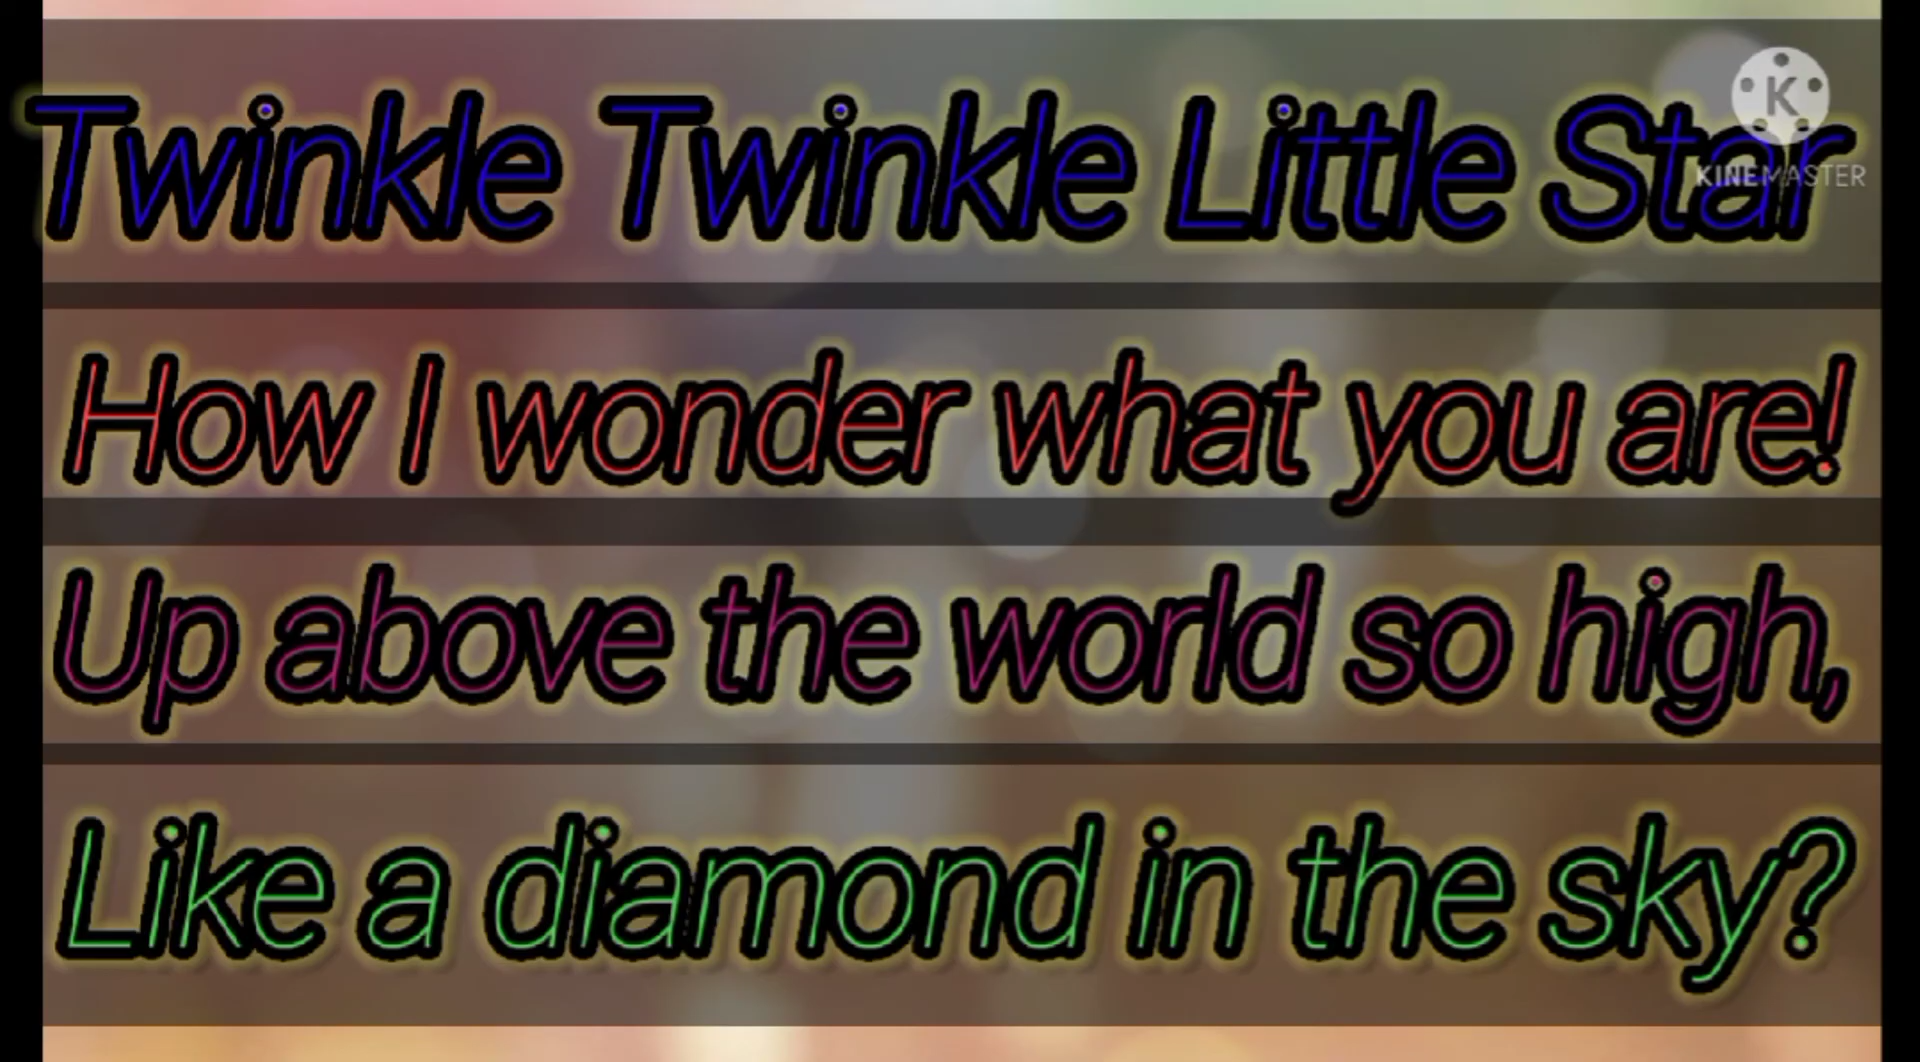 Twinkle Twinkle Little Star
K
KINEMASTER
How I wonder what you are!
Up above the world so high,
Like a diamond in the sky?